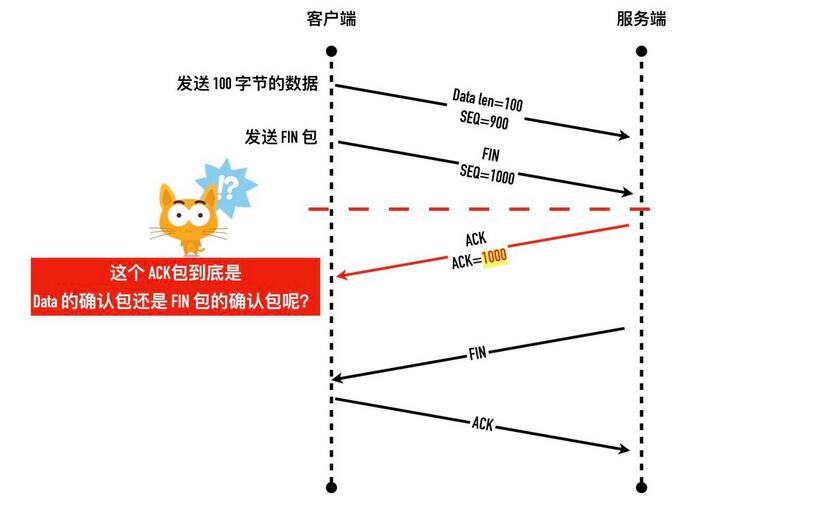 客户端
服务端
发送 100 字节的数据
Data len=100
SEQ=900
发送 FIN 包
FIN
SEQ=1000
!?
ACK
ACK=1000
这个 ACK包到底是
Data 的确认包还是 FIN 包的确认包呢?
FIN
ACK